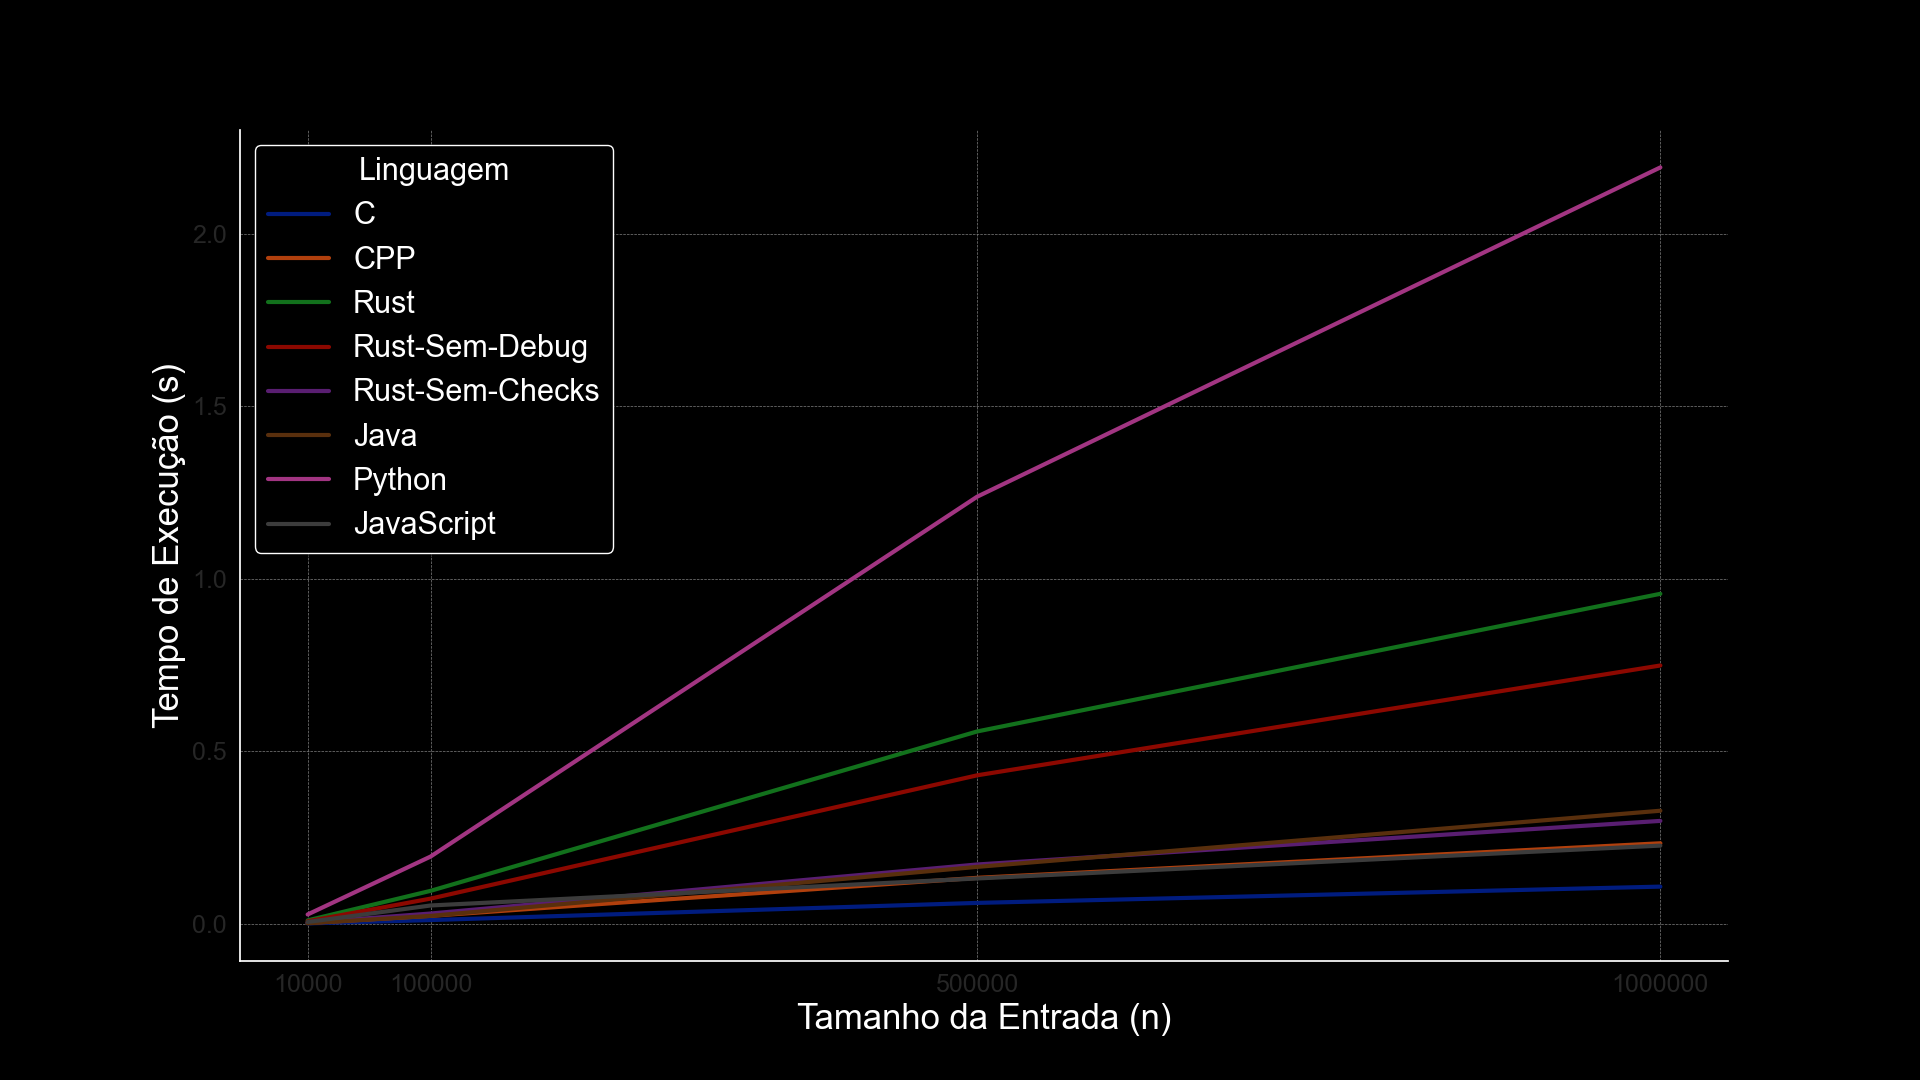 Linguagem
C
CPP
Rust
Rust-Sem-Debug
Rust-Sem-Checks
Java
Python
JavaScript
Tempo de Execução (s)
2.0
1.5
1.0
0.5
0.0
10000 100000 500000 1000000
Tamanho da Entrada (n)